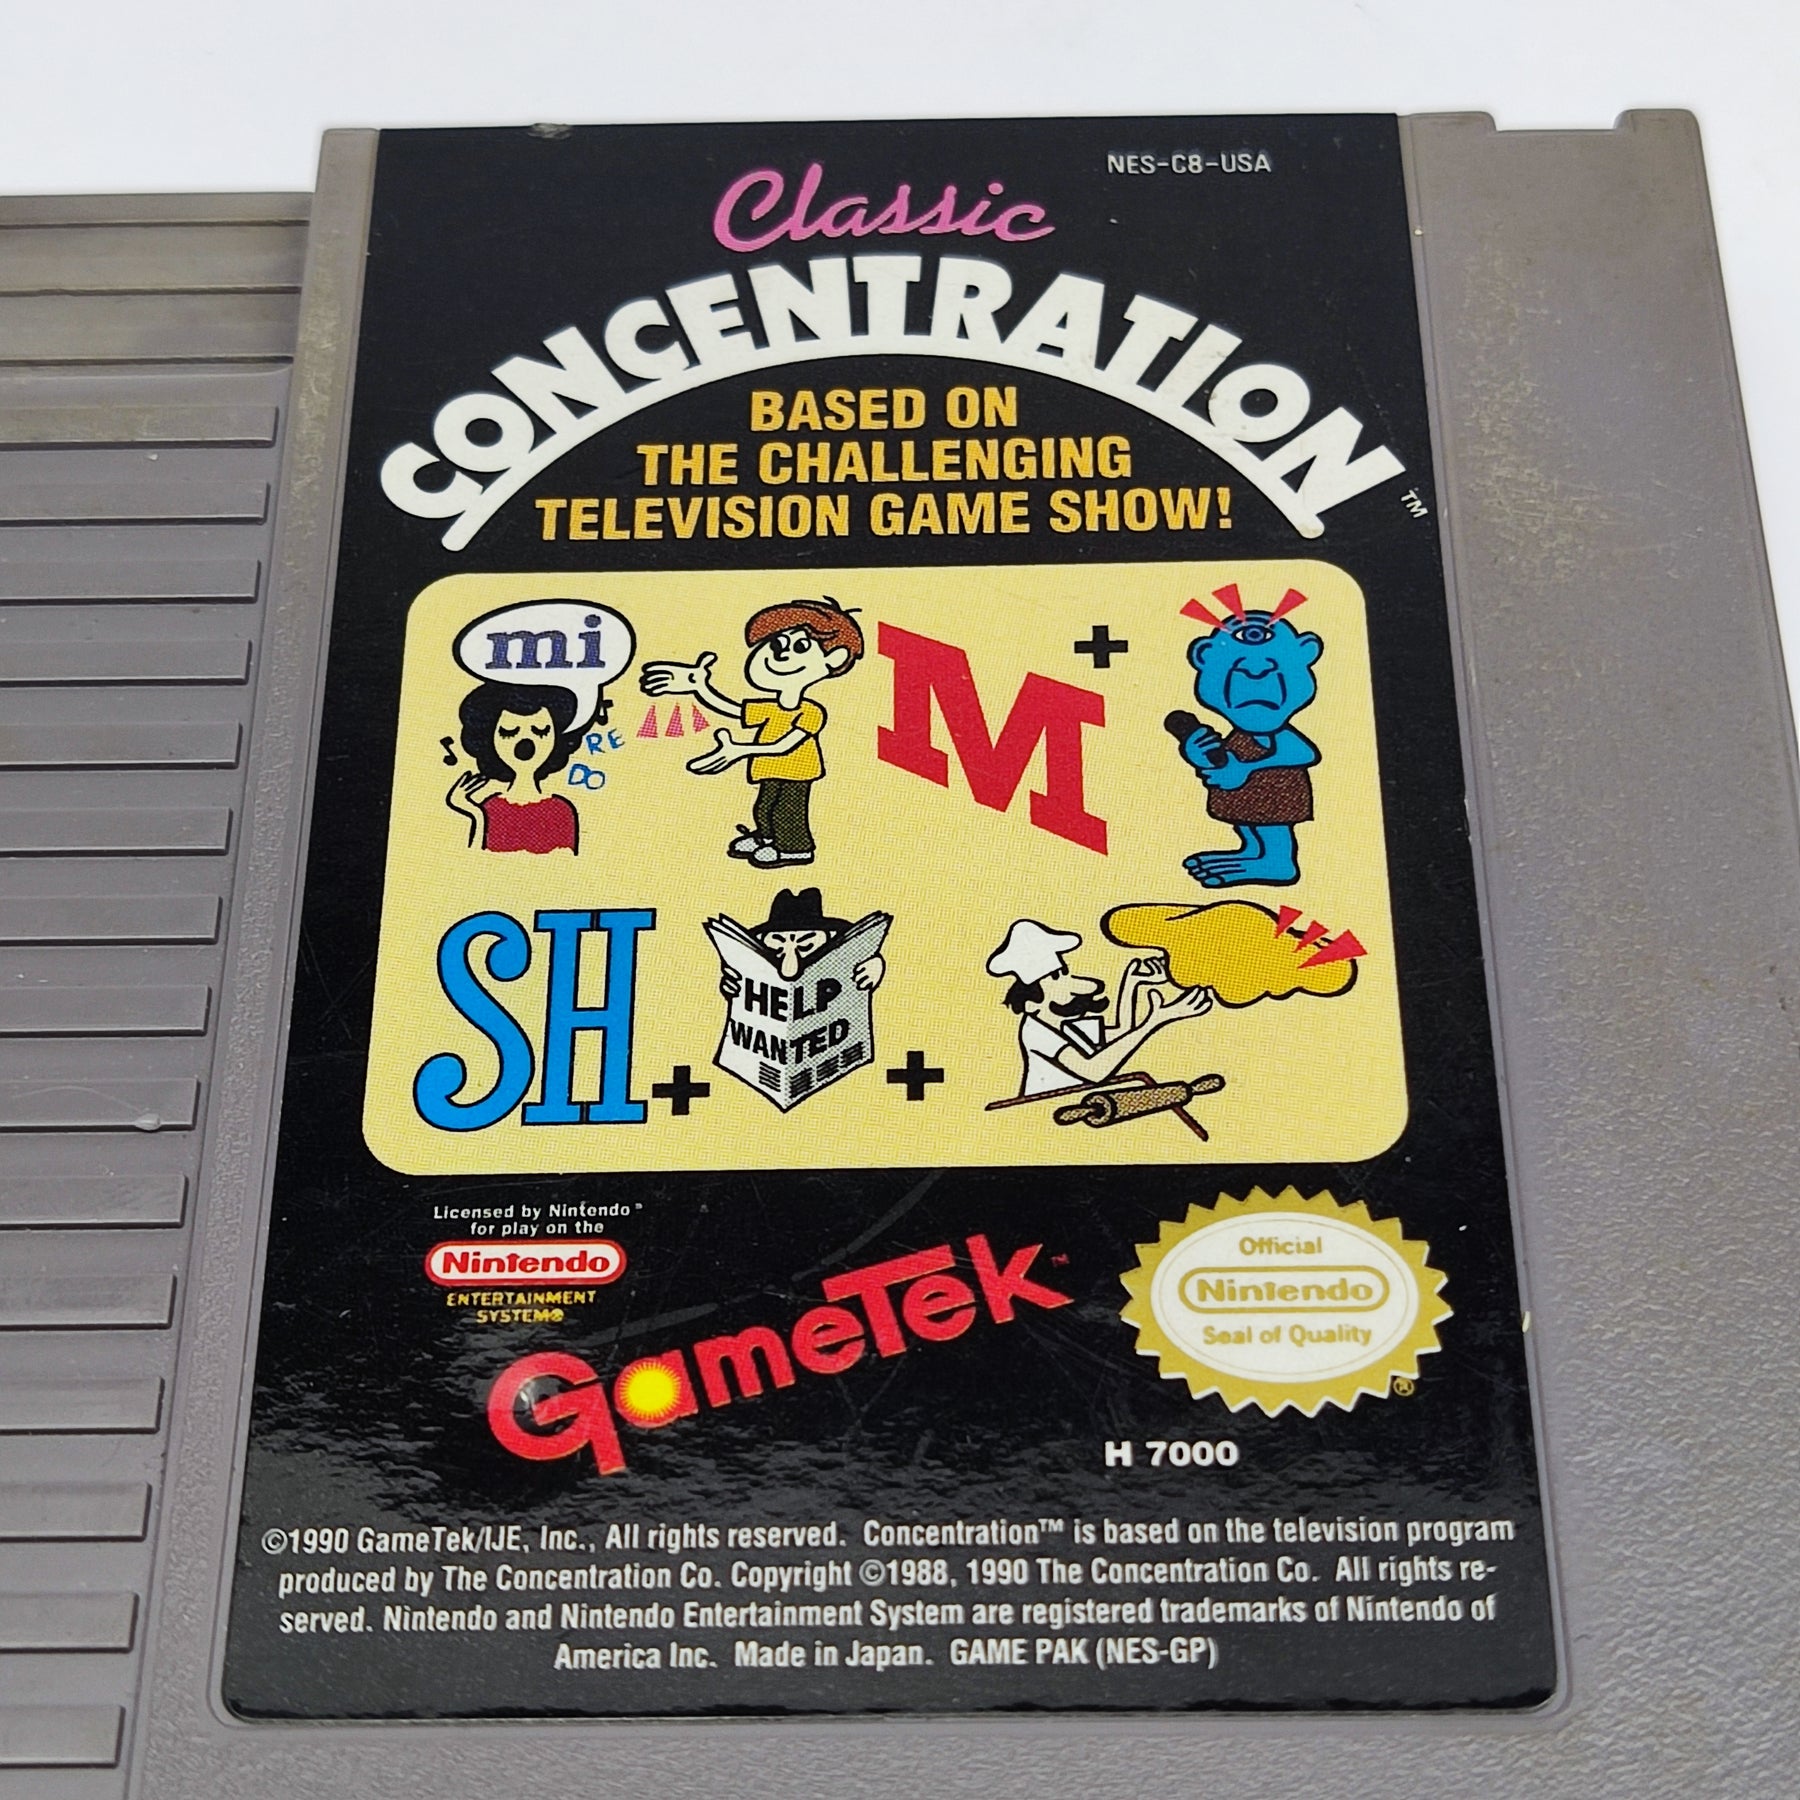 NES-C8-USA
Classic
CONCENTRATION™
BASED ON
THE CHALLENGING
TELEVISION GAME SHOW!
mi
RE
DO
M
+
SH
+
HELP
WANTED
+
Licensed by Nintendo®
for play on the
Nintendo
ENTERTAINMENT
SYSTEM®
GameTek™
Official
Nintendo
Seal of Quality
®
H 7000
©1990 GameTek/IJE, Inc., All rights reserved. Concentration™ is based on the television program
produced by The Concentration Co. Copyright ©1988, 1990 The Concentration Co. All rights re-
served. Nintendo and Nintendo Entertainment System are registered trademarks of Nintendo of
America Inc. Made in Japan. GAME PAK (NES-GP)